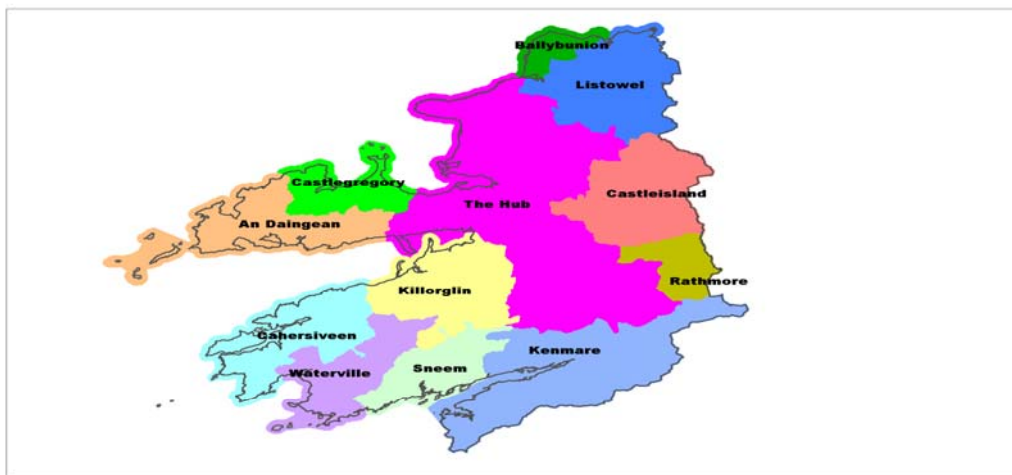 Ballybunion
Listowel
Castlegregory
Castleisland
The Hub
An Daingean
Rathmore
Killorglin
Cahersiveen
Kenmare
Waterville
Sneem